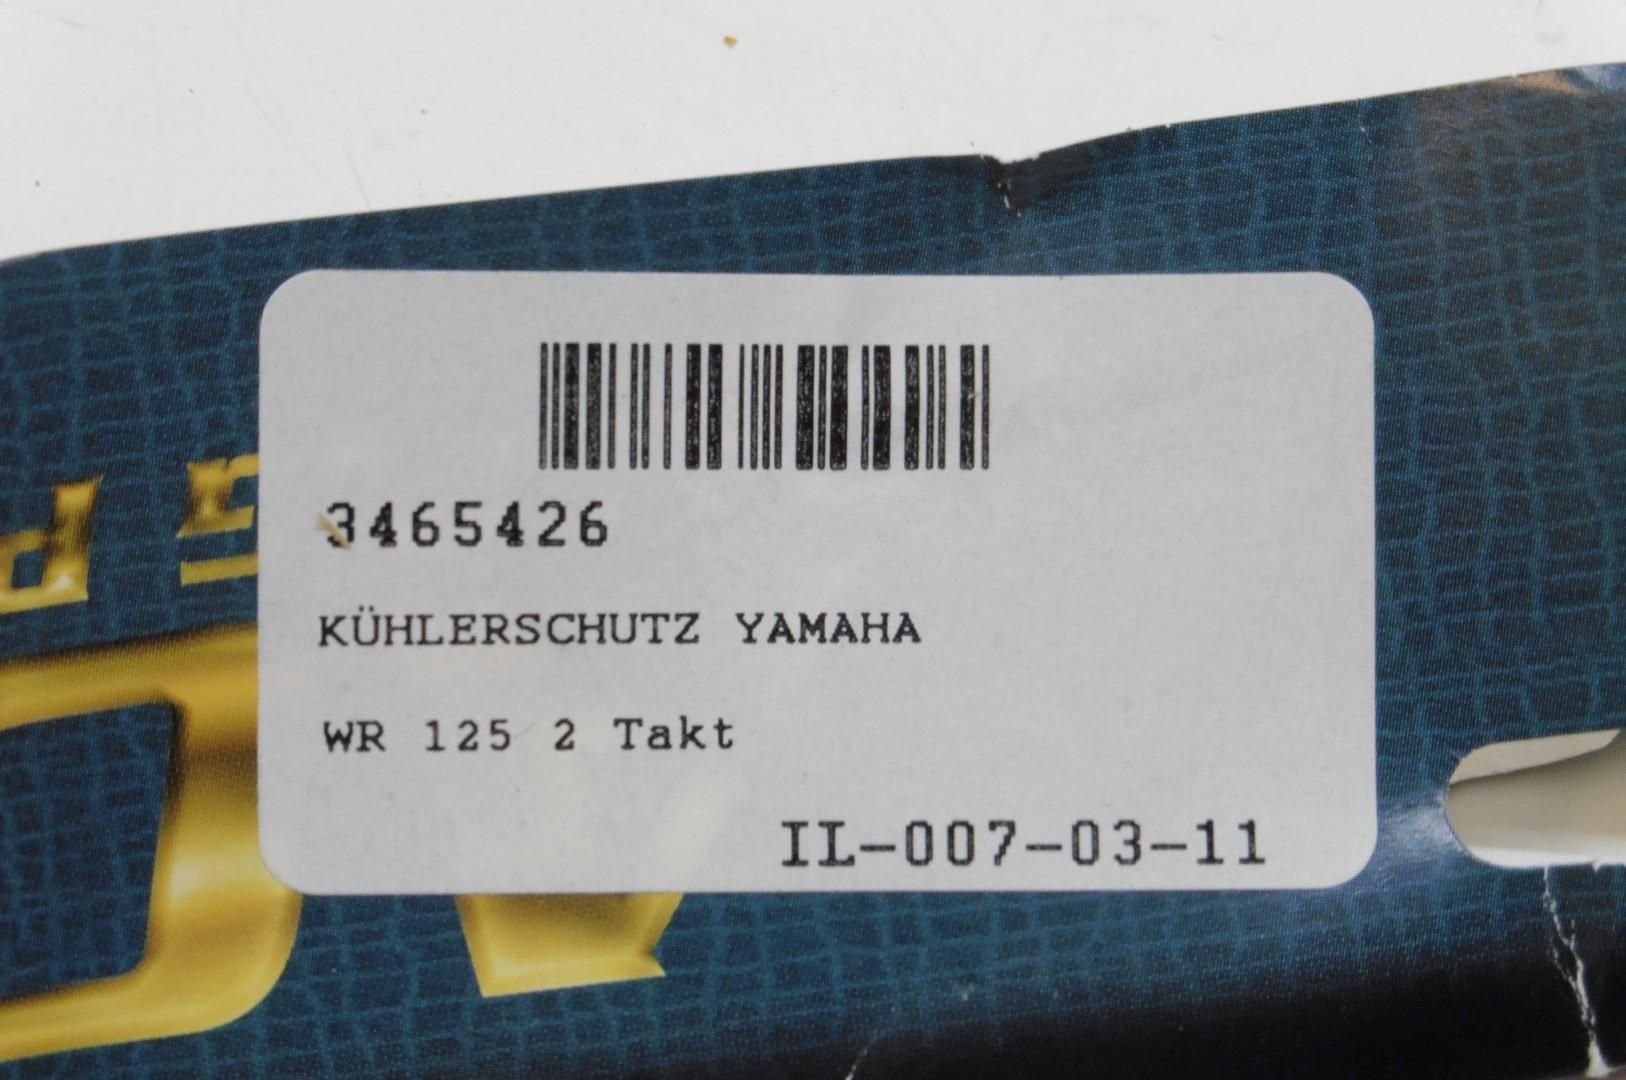 3465426
KÜHLERSCHUTZ YAMAHA
WR 125 2 Takt
IL-007-03-11